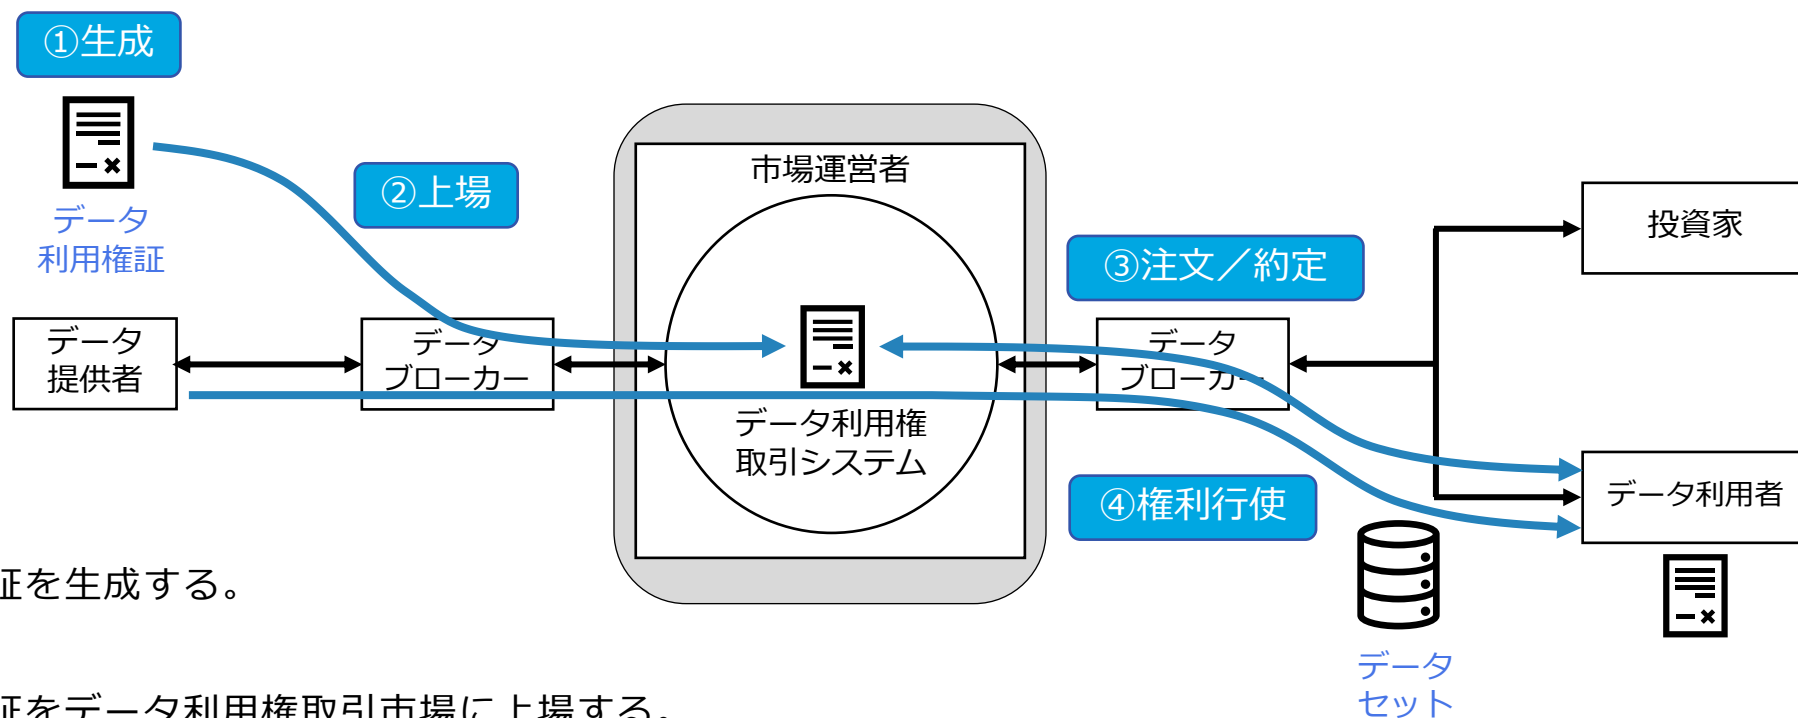 ①生成
データ
利用権証
②上場
市場運営者
③注文／約定
投資家
データ
提供者
データ
ブローカー
データ利用権
取引システム
データ
ブローカー
④権利行使
データ利用者
証を生成する。
データ
セット
証をデータ利用権取引市場に上場する。